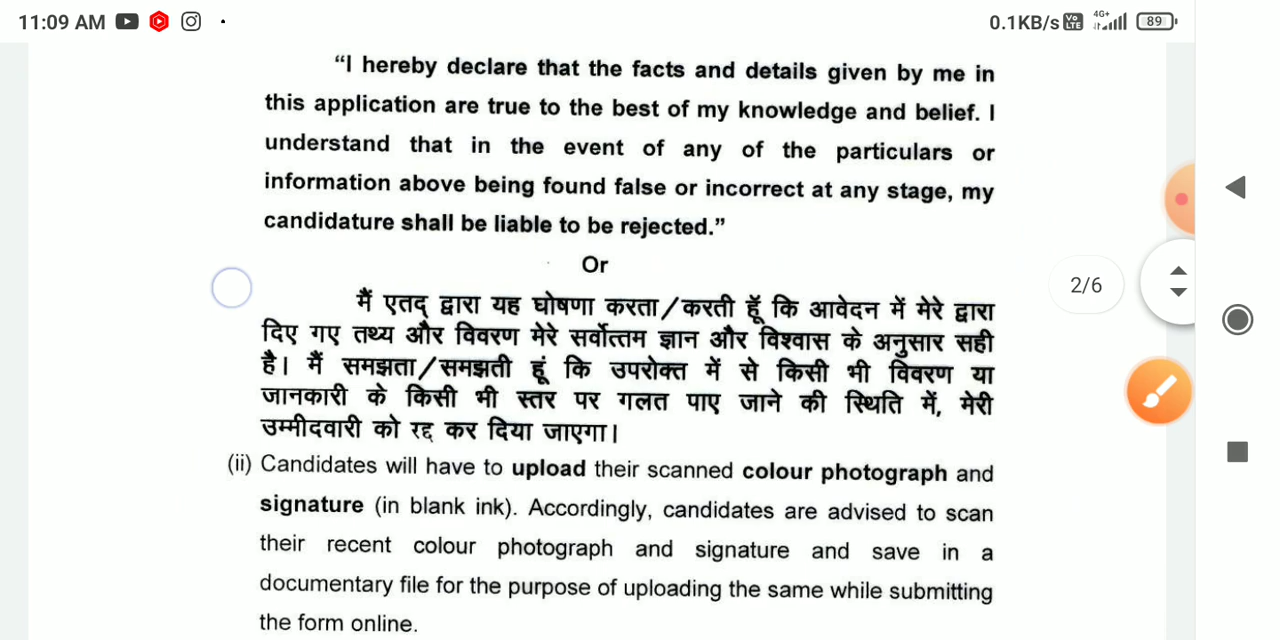 11:09 AM
0.1KB/s Vo LTE 4G+ 89
“I hereby declare that the facts and details given by me in
this application are true to the best of my knowledge and belief. I
understand that in the event of any of the particulars or
information above being found false or incorrect at any stage, my
candidature shall be liable to be rejected.”
Or
मैं एतद् द्वारा यह घोषणा करता/करती हूँ कि आवेदन में मेरे द्वारा
दिए गए तथ्य और विवरण मेरे सर्वोत्तम ज्ञान और विश्वास के अनुसार सही
है। मैं समझता/समझती हूं कि उपरोक्त में से किसी भी विवरण या
जानकारी के किसी भी स्तर पर गलत पाए जाने की स्थिति में, मेरी
उम्मीदवारी को रद्द कर दिया जाएगा।
2/6
(ii) Candidates will have to upload their scanned colour photograph and
signature (in blank ink). Accordingly, candidates are advised to scan
their recent colour photograph and signature and save in a
documentary file for the purpose of uploading the same while submitting
the form online.